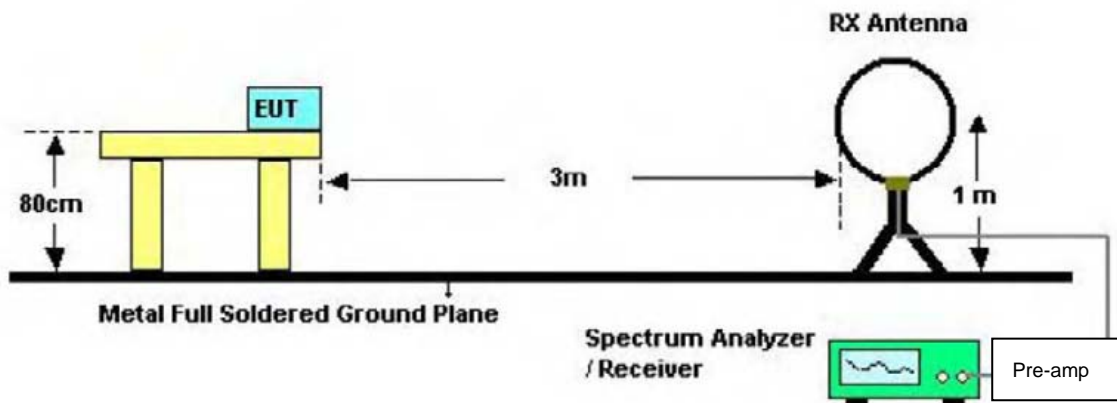 RX Antenna
EUT
80cm
3m
1 m
Metal Full Soldered Ground Plane
Spectrum Analyzer
/ Receiver
Pre-amp